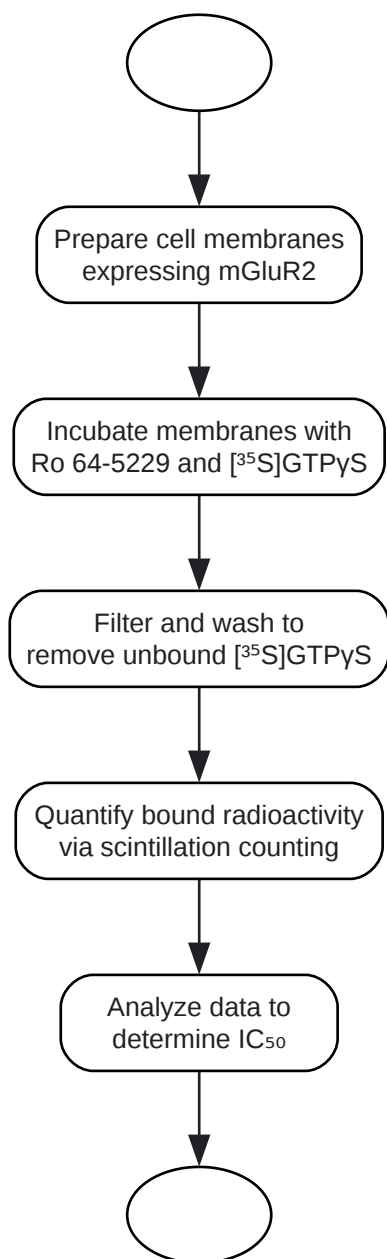 Prepare cell membranes
expressing mGluR2
Incubate membranes with
Ro 64-5229 and [³⁵S]GTPγS
Filter and wash to
remove unbound [³⁵S]GTPγS
Quantify bound radioactivity
via scintillation counting
Analyze data to
determine IC₅₀